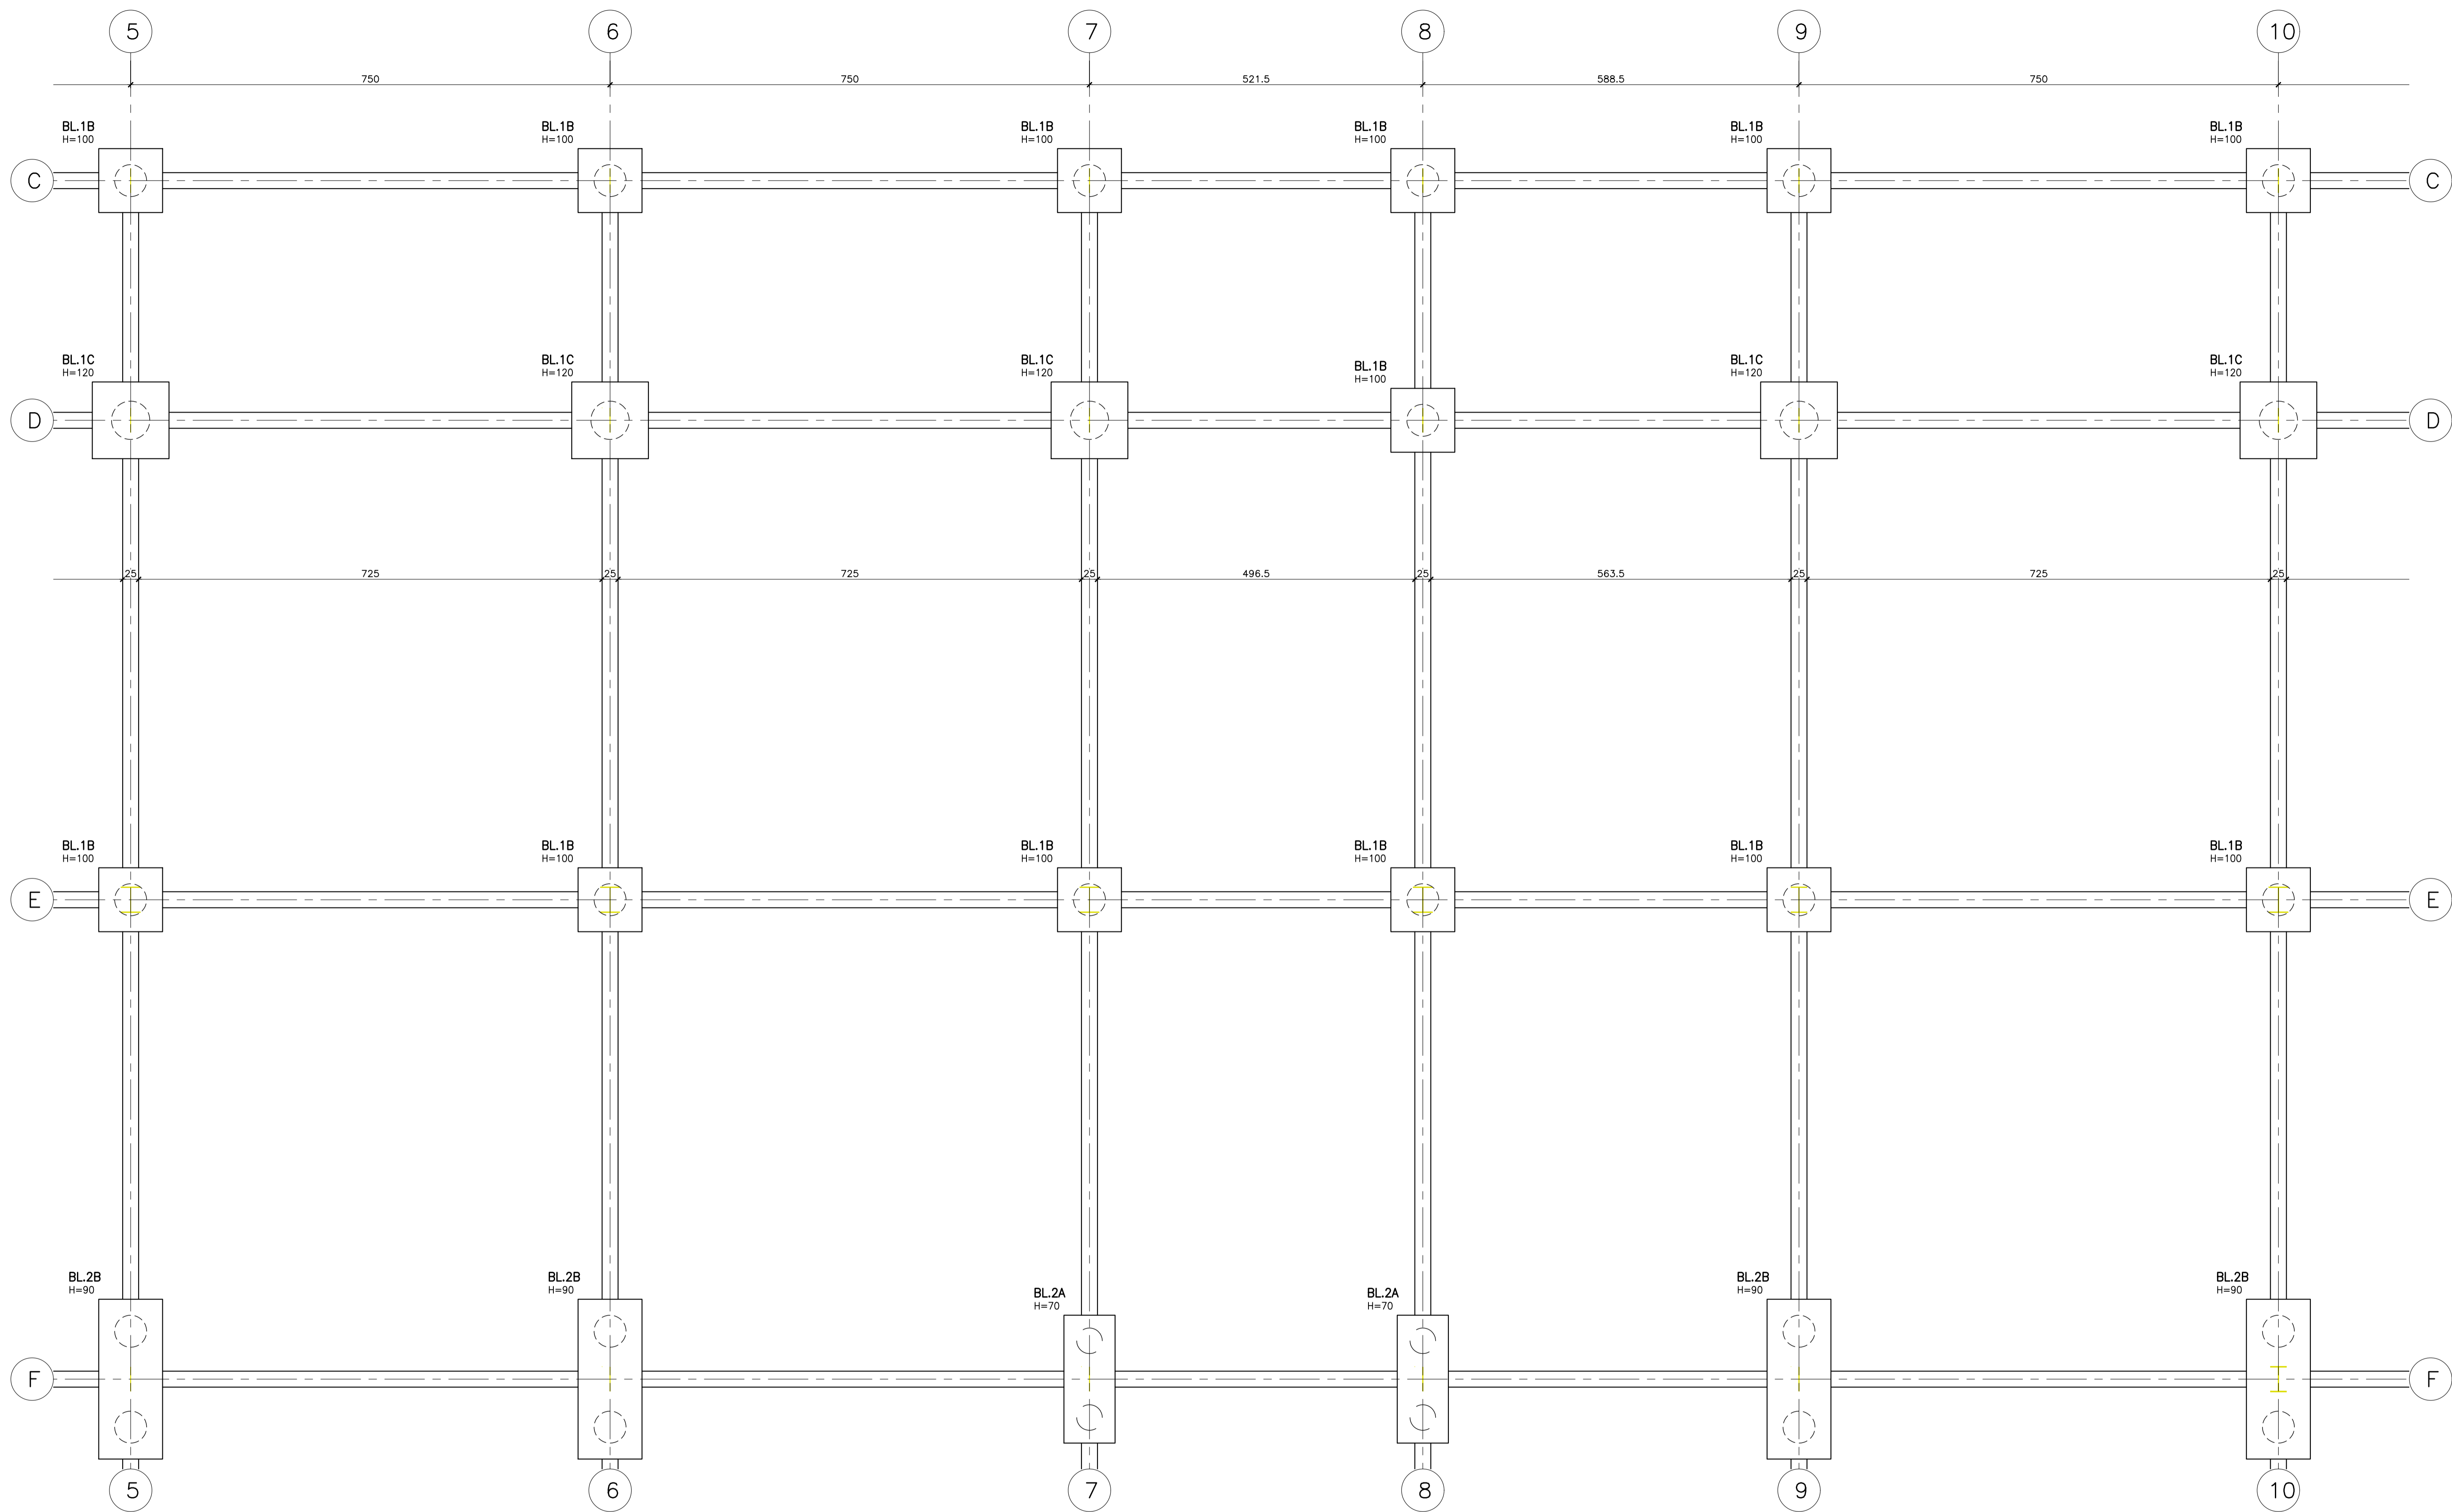 5 6 7 8 9 10
750 750 521.5 588.5 750
BL.1B BL.1B BL.1B BL.1B BL.1B BL.1B
H=100 H=100 H=100 H=100 H=100 H=100
C C
BL.1C BL.1C BL.1C BL.1B BL.1C BL.1C
H=120 H=120 H=120 H=100 H=120 H=120
D D
25 725 25 725 25 496.5 25 563.5 25 725 25
BL.1B BL.1B BL.1B BL.1B BL.1B BL.1B
H=100 H=100 H=100 H=100 H=100 H=100
E E
BL.2B BL.2B BL.2A BL.2A BL.2B BL.2B
H=90 H=90 H=70 H=70 H=90 H=90
F F
5 6 7 8 9 10